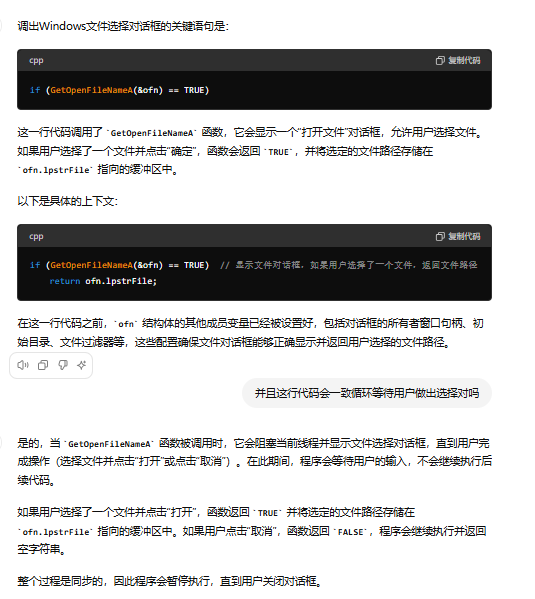 调出Windows文件选择对话框的关键语句是：
cpp
复制代码
if (GetOpenFileNameA(&ofn) == TRUE)
这一行代码调用了 `GetOpenFileNameA` 函数，它会显示一个“打开文件”对话框，允许用户选择文件。
如果用户选择了一个文件并点击“确定”，函数会返回 `TRUE`，并将选定的文件路径存储在
`ofn.lpstrFile` 指向的缓冲区中。
以下是具体的上下文：
cpp
复制代码
if (GetOpenFileNameA(&ofn) == TRUE)  // 显示文件对话框，如果用户选择了一个文件，返回文件路径
    return ofn.lpstrFile;
在这一行代码之前，`ofn` 结构体的其他成员变量已经被设置好，包括对话框的所有者窗口句柄、初
始目录、文件过滤器等，这些配置确保文件对话框能够正确显示并返回用户选择的文件路径。
并且这行代码会一致循环等待用户做出选择对吗
是的，当 `GetOpenFileNameA` 函数被调用时，它会阻塞当前线程并显示文件选择对话框，直到用户完
成操作（选择文件并点击“打开”或点击“取消”）。在此期间，程序会等待用户的输入，不会继续执行后
续代码。
如果用户选择了一个文件并点击“打开”，函数返回 `TRUE` 并将选定的文件路径存储在
`ofn.lpstrFile` 指向的缓冲区中。如果用户点击“取消”，函数返回 `FALSE`，程序会继续执行并返回
空字符串。
整个过程是同步的，因此程序会暂停执行，直到用户关闭对话框。